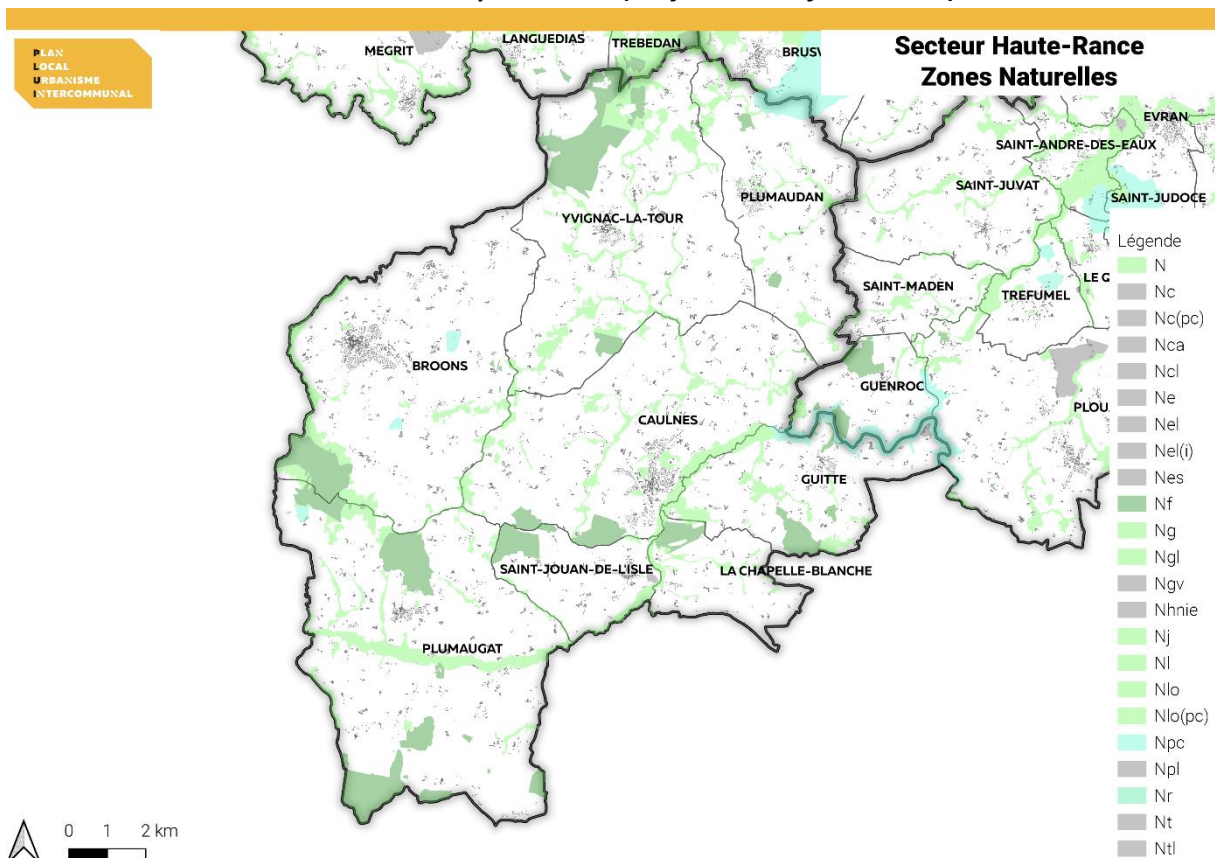 PLAN
LOCAL
URBANISME
INTERCOMMUNAL
Secteur Haute-Rance
Zones Naturelles
MEGRIT
LANGUEDIAS
TREBEDAN
EVRAN
SAINT-ANDRE-DES-EAUX
SAINT-JUVAT
SAINT-JUDOCE
PLUMAUDAN
YVIGNAC-LA-TOUR
SAINT-MADEN
TREFUMEL
LE G
BROONS
GUENROC
CAULNES
GUITTE
SAINT-JOUAN-DE-L'ISLE
LA CHAPELLE-BLANCHE
PLUMAUGAT
Légende
N
Nc
Nc(pc)
Nca
Ncl
Ne
Nel
Nel(i)
Nes
Nf
Ng
Ngl
Ngv
Nhnie
Nj
Nl
Nlo
Nlo(pc)
Npc
Npl
Nr
Nt
Ntl
0 1 2 km